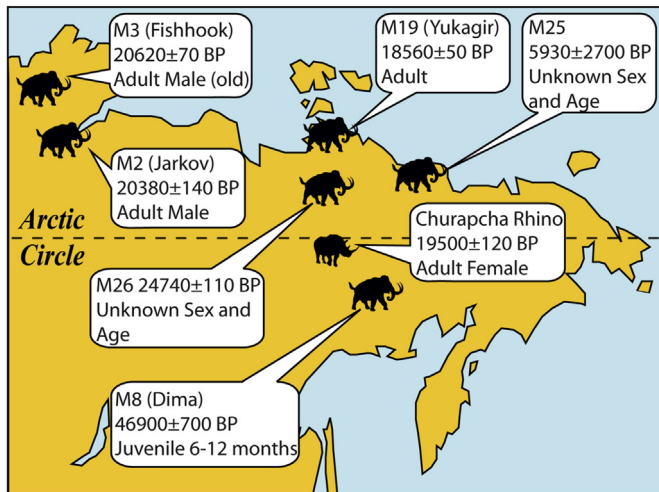 M3 (Fishhook)
20620±70 BP
Adult Male (old)
M19 (Yukagir)
18560±50 BP
Adult
M25
5930±2700 BP
Unknown Sex
and Age
M2 (Jarkov)
20380±140 BP
Adult Male
Arctic
Circle
Churapcha Rhino
19500±120 BP
Adult Female
M26 24740±110 BP
Unknown Sex and
Age
M8 (Dima)
46900±700 BP
Juvenile 6-12 months